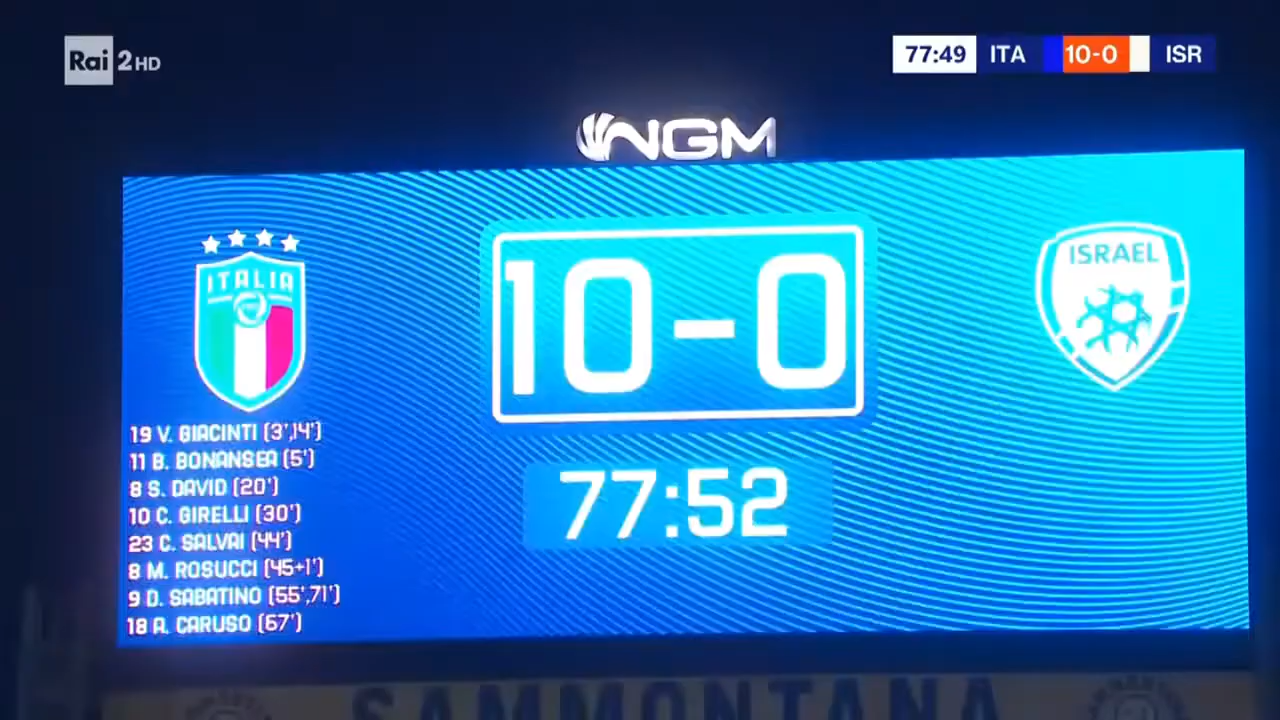 Rai 2HD
77:49 ITA 10-0 ISR
NGM
ITALIA
10-0
ISRAEL
77:52
19 V. GIACINTI (3',14')
11 B. BONANSEA (5')
8 S. DAVID (20')
10 C. GIRELLI (30')
23 C. SALVAI (44')
8 M. ROSUCCI (45+1')
9 D. SABATINO (55',71')
18 A. CARUSO (67')
SAMMONTANA